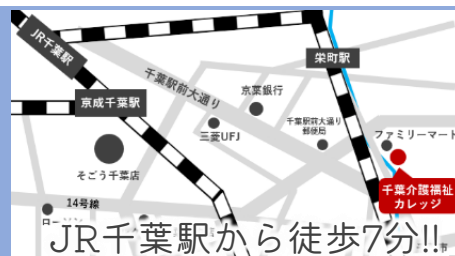 JR千葉駅
栄町駅
千葉駅前大通り
京成千葉駅
京葉銀行
三菱UFJ
千葉駅前大通り
郵便局
ファミリーマート
そごう千葉店
千葉介護福祉
カレッジ
14号線
JR千葉駅から徒歩7分!!